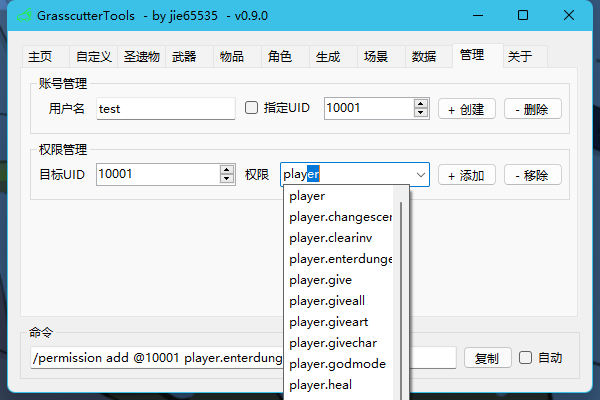 GrasscutterTools - by jie65535 - v0.9.0
主页 自定义 圣遗物 武器 物品 角色 生成 场景 数据 管理 关于
账号管理
用户名 test 指定UID 10001 + 创建 - 删除
权限管理
目标UID 10001 权限 player + 添加 - 移除
player
player.changescer
player.clearinv
player.enterdunge
player.give
player.giveall
player.giveart
player.givechar
player.godmode
player.heal
命令
/permission add @10001 player.enterdung 复制 自动